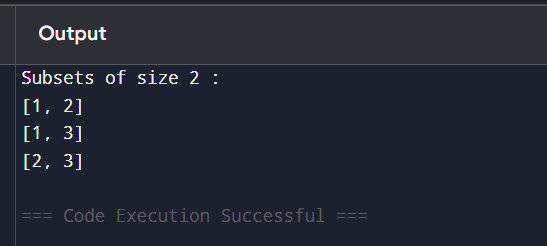 Output
Subsets of size 2 :
[1, 2]
[1, 3]
[2, 3]
=== Code Execution Successful ===